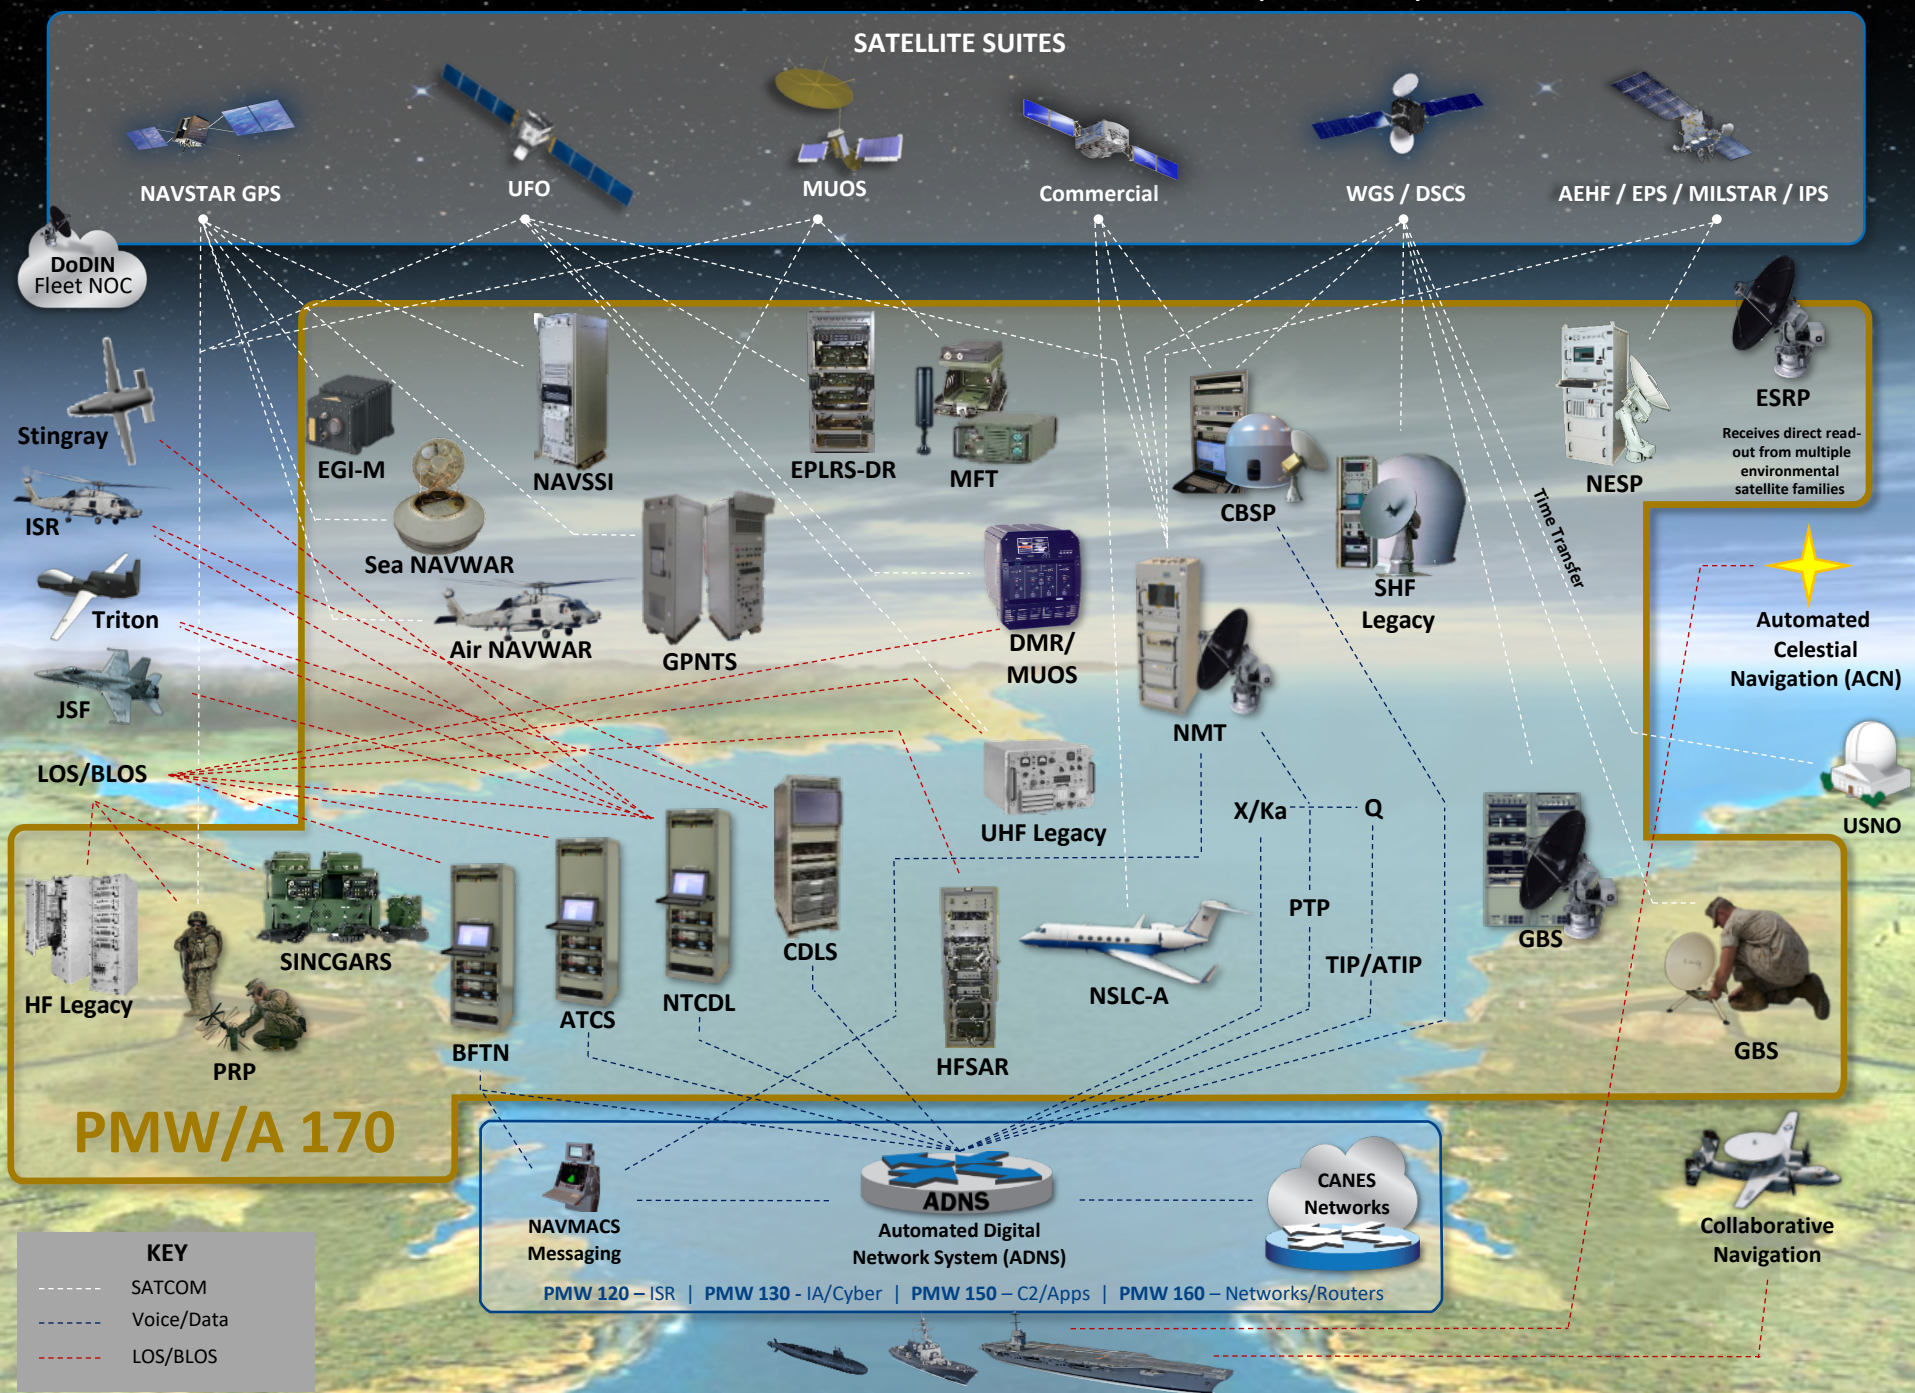 SATELLITE SUITES
NAVSTAR GPS
UFO
MUOS
Commercial
WGS / DSCS
AEHF / EPS / MILSTAR / IPS
DoDIN
Fleet NOC
Stingray
ISR
Triton
JSF
LOS/BLOS
EGI-M
NAVSSI
Sea NAVWAR
Air NAVWAR
GPNTS
EPLRS-DR
MFT
DMR/
MUOS
CBSP
SHF
Legacy
NESP
ESRP
Receives direct read-
out from multiple
environmental
satellite families
Time Transfer
Automated
Celestial
Navigation (ACN)
USNO
NMT
UHF Legacy
X/Ka
Q
PTP
TIP/ATIP
GBS
GBS
HF Legacy
SINCGARS
PRP
BFTN
ATCS
NTCDL
CDLS
HFSAR
NSLC-A
PMW/A 170
NAVMACS
Messaging
ADNS
Automated Digital
Network System (ADNS)
CANES
Networks
PMW 120 – ISR | PMW 130 - IA/Cyber | PMW 150 – C2/Apps | PMW 160 – Networks/Routers
Collaborative
Navigation
KEY
SATCOM
Voice/Data
LOS/BLOS